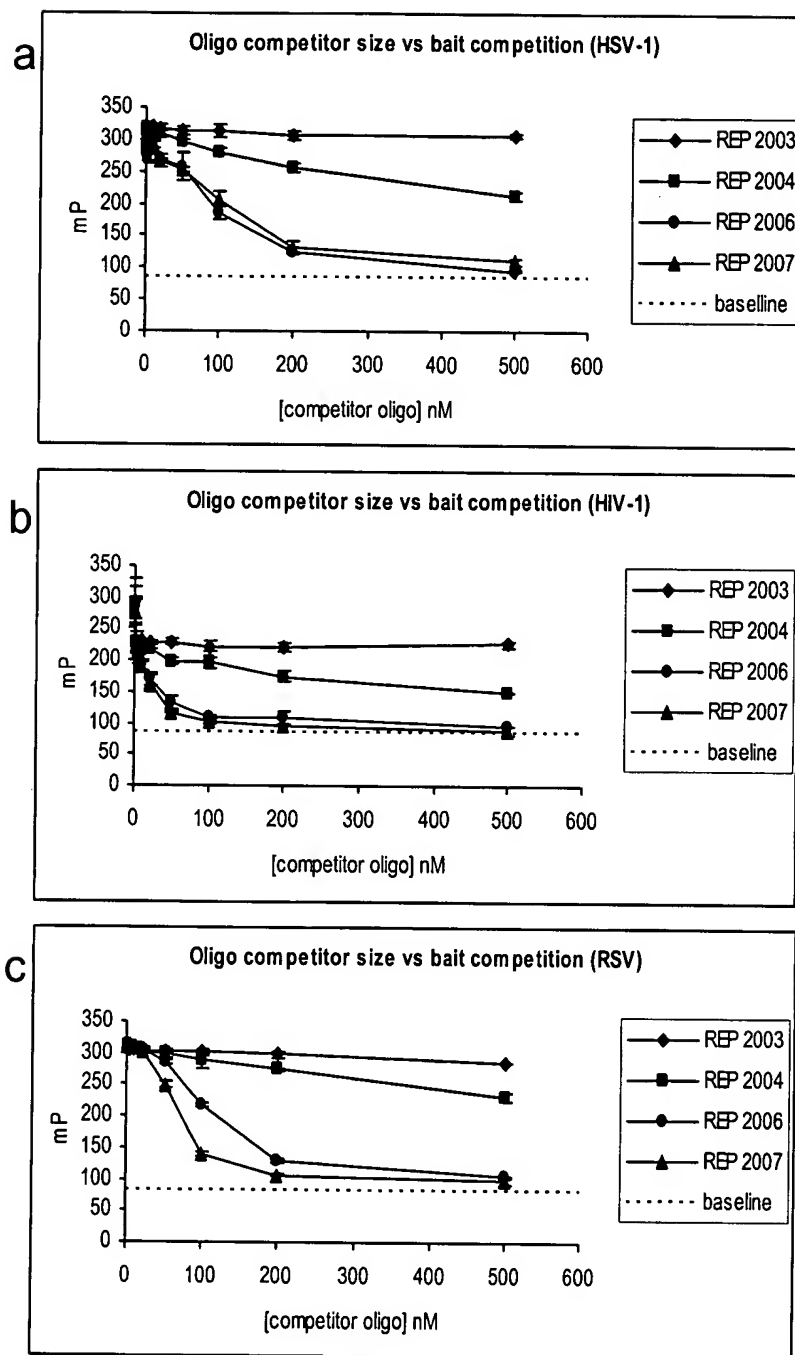 a
Oligo competitor size vs bait competition (HSV-1)
350
300
250
200
150
100
50
0
mP
0 100 200 300 400 500 600
[competitor oligo] nM
REP 2003
REP 2004
REP 2006
REP 2007
baselline
b
Oligo competitor size vs bait competition (HIV-1)
350
300
250
200
150
100
50
0
mP
0 100 200 300 400 500 600
[competitor oligo] nM
REP 2003
REP 2004
REP 2006
REP 2007
baseline
c
Oligo competitor size vs bait competition (RSV)
350
300
250
200
150
100
50
0
mP
0 100 200 300 400 500 600
[competitor oligo] nM
REP 2003
REP 2004
REP 2006
REP 2007
baseline